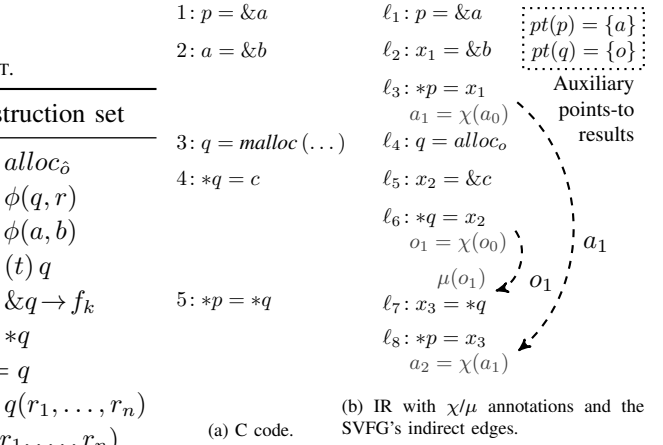 T.
struction set
alloc_ô
ϕ(q, r)
ϕ(a, b)
(t) q
&q→f_k
∗q
= q
q(r_1, . . . , r_n)
(r_1, . . . , r_n)
1: p = &a
2: a = &b
3: q = malloc (. . . )
4: ∗q = c
5: ∗p = ∗q
(a) C code.
ℓ_1: p = &a
ℓ_2: x_1 = &b
ℓ_3: ∗p = x_1
a_1 = χ(a_0)
ℓ_4: q = alloc_o
ℓ_5: x_2 = &c
ℓ_6: ∗q = x_2
o_1 = χ(o_0)
μ(o_1)
ℓ_7: x_3 = ∗q
ℓ_8: ∗p = x_3
a_2 = χ(a_1)
o_1
a_1
pt(p) = {a}
pt(q) = {o}
Auxiliary
points-to
results
(b) IR with χ/μ annotations and the
SVFG's indirect edges.